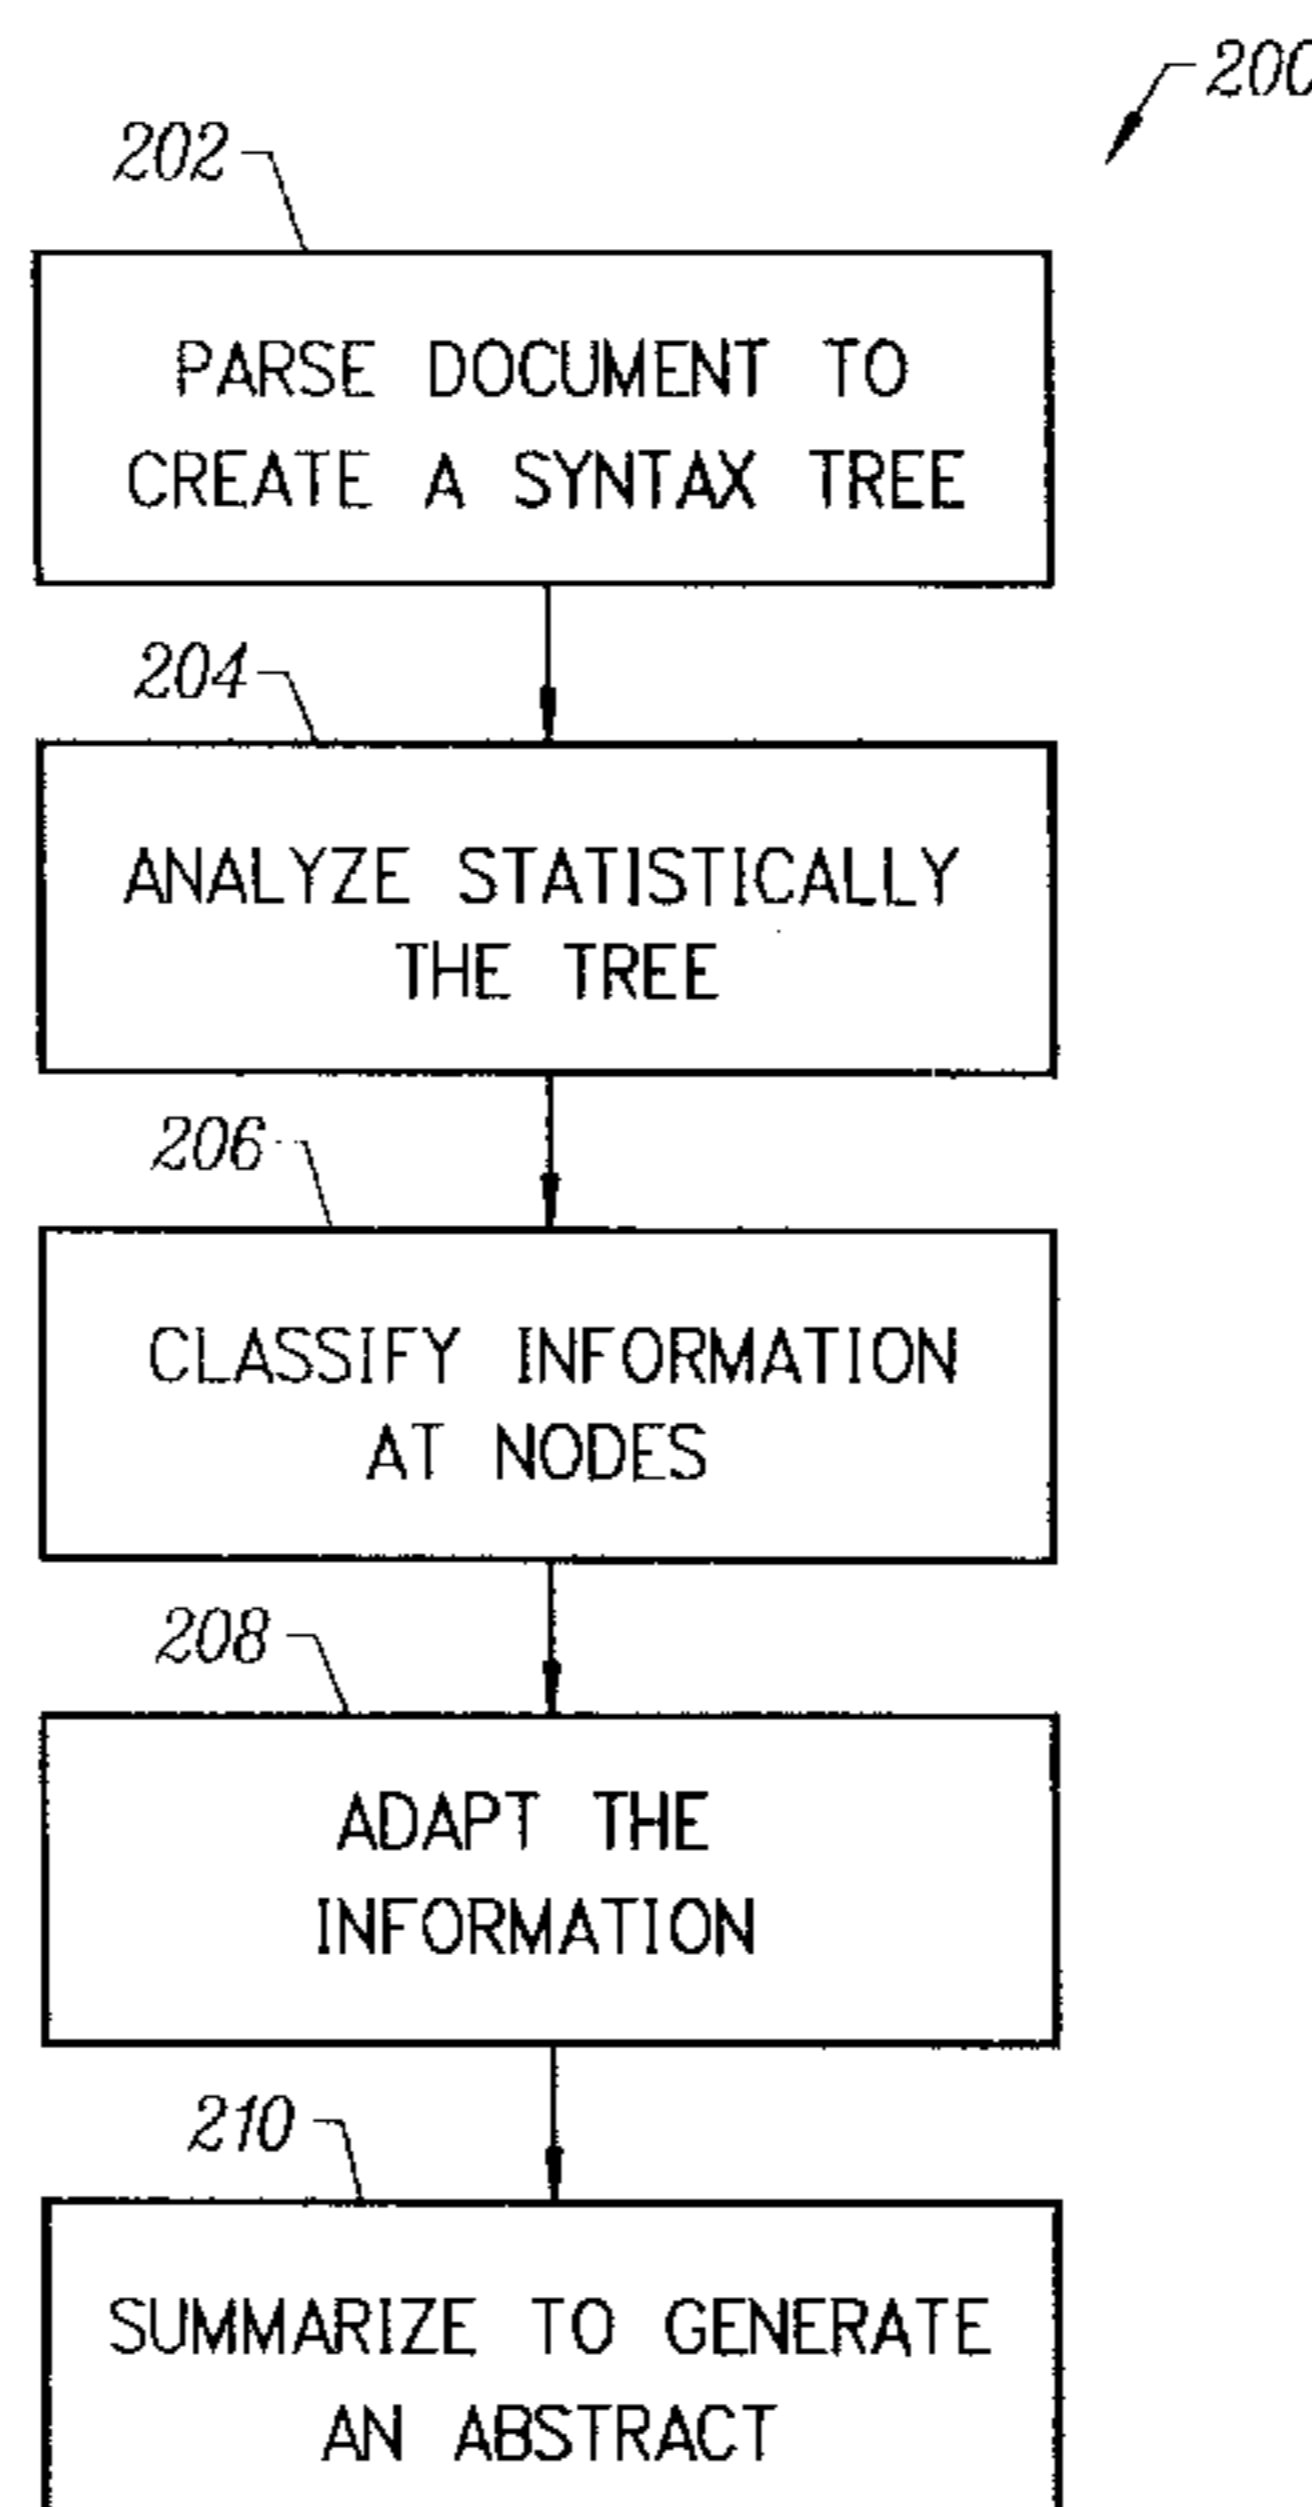 200
202
PARSE DOCUMENT TO
CREATE A SYNTAX TREE
204
ANALYZE STATISTICALLY
THE TREE
206
CLASSIFY INFORMATION
AT NODES
208
ADAPT THE
INFORMATION
210
SUMMARIZE TO GENERATE
AN ABSTRACT